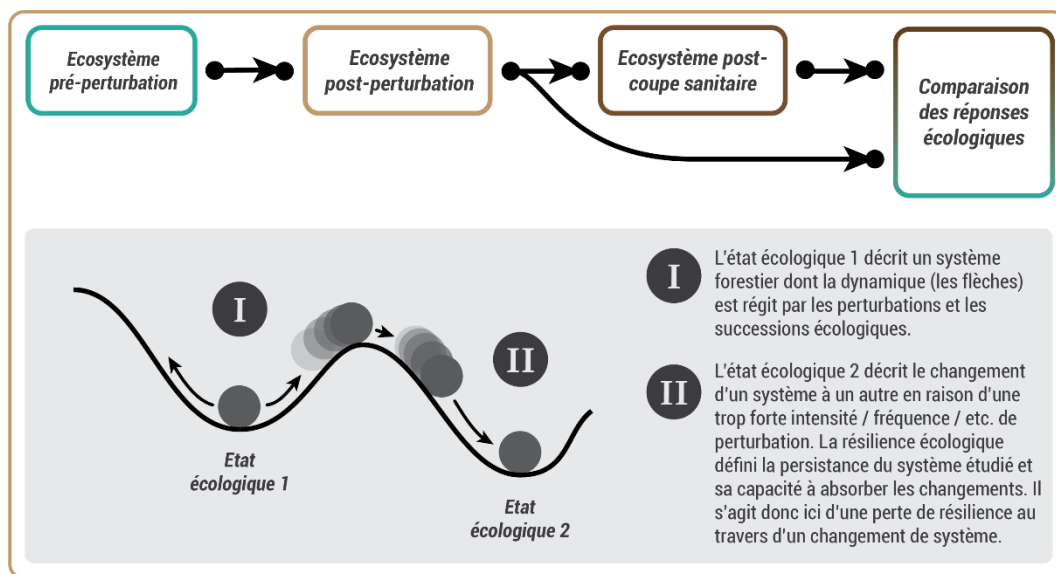 Ecosystème
pré-perturbation
Ecosystème
post-perturbation
Ecosystème post-
coupe sanitaire
Comparaison
des réponses
écologiques
I
II
Etat
écologique 1
Etat
écologique 2
I
L'état écologique 1 décrit un système
forestier dont la dynamique (les flèches)
est régit par les perturbations et les
successions écologiques.
II
L'état écologique 2 décrit le changement
d'un système à un autre en raison d'une
trop forte intensité / fréquence / etc. de
perturbation. La résilience écologique
défini la persistance du système étudié et
sa capacité à absorber les changements. Il
s'agit donc ici d'une perte de résilience au
travers d'un changement de système.